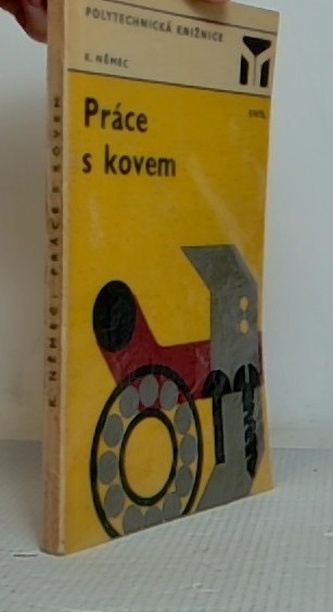 POLYTECHNICKÁ KNIŽNICE
K. NĚMEC
SNTL
Práce
s kovem
K. NĚMEC: PRÁCE S KOVEM